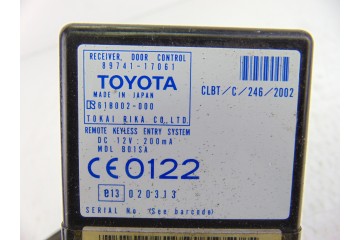 RECEIVER, DOOR CONTROL
89741-17061
TOYOTA
MADE IN JAPAN
618002-000
TOKAI RIKA CO.,LTD.
REMOTE KEYLESS ENTRY SYSTEM
DC 12V:200mA
MDL B01SA
CE0122
e13 020313
SERIAL No (See barcode)
CLBT/C/246/2002